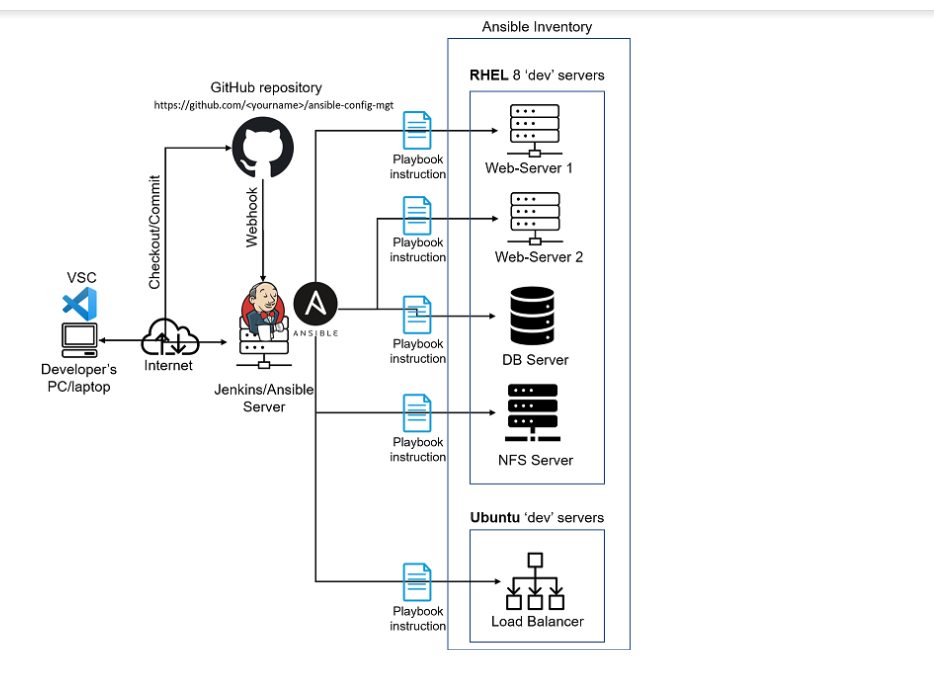 Ansible Inventory
RHEL 8 ‘dev’ servers
GitHub repository
https://github.com/<yourname>/ansible-config-mgt
Playbook
instruction
Web-Server 1
Checkout/Commit
Webhook
Playbook
instruction
Web-Server 2
VSC
A
ANSIBLE
Playbook
instruction
DB Server
Internet
Developer’s
PC/laptop
Jenkins/Ansible
Server
Playbook
instruction
NFS Server
Ubuntu ‘dev’ servers
Playbook
instruction
Load Balancer